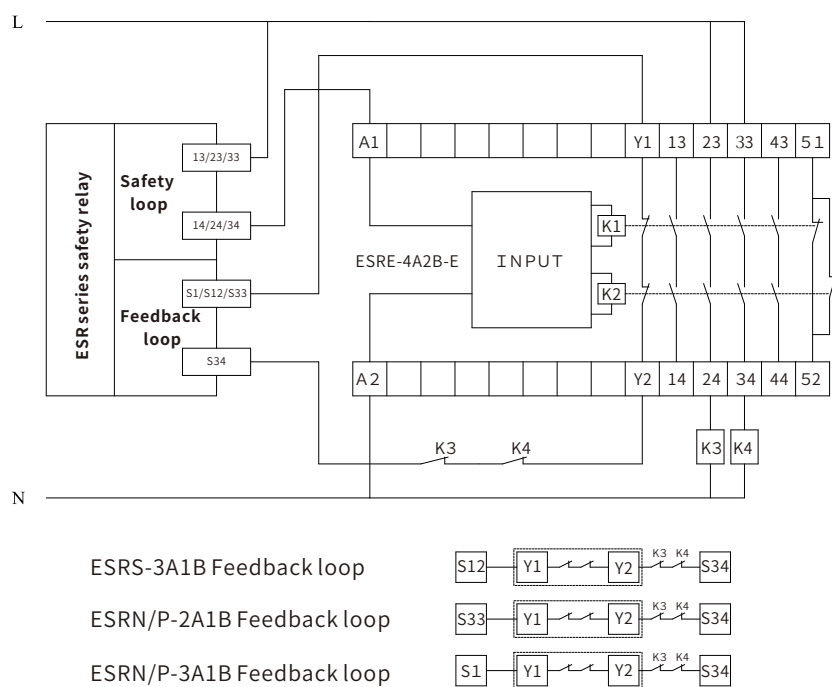 L
A1 Y1 13 23 33 43 51
13/23/33
Safety
loop
14/24/34
ESR series safety relay
K1
ESRE-4A2B-E INPUT
S1/S12/S33
K2
Feedback
loop
S34
A2 Y2 14 24 34 44 52
K3 K4 K3 K4
N
ESRS-3A1B Feedback loop S12 Y1 Y2 K3 K4 S34
ESRN/P-2A1B Feedback loop S33 Y1 Y2 K3 K4 S34
ESRN/P-3A1B Feedback loop S1 Y1 Y2 K3 K4 S34